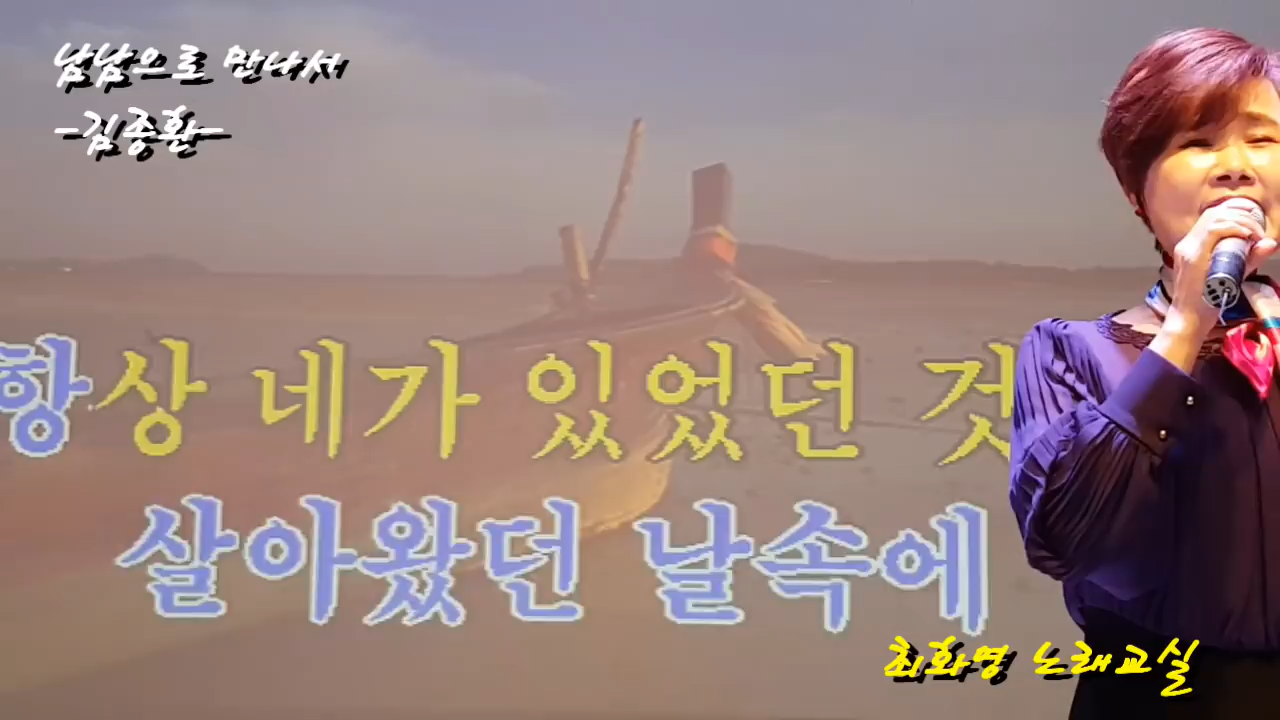 남남으로 만나서
-김종환-
항상 네가 있었던 것
살아왔던 날속에
최화영 노래교실